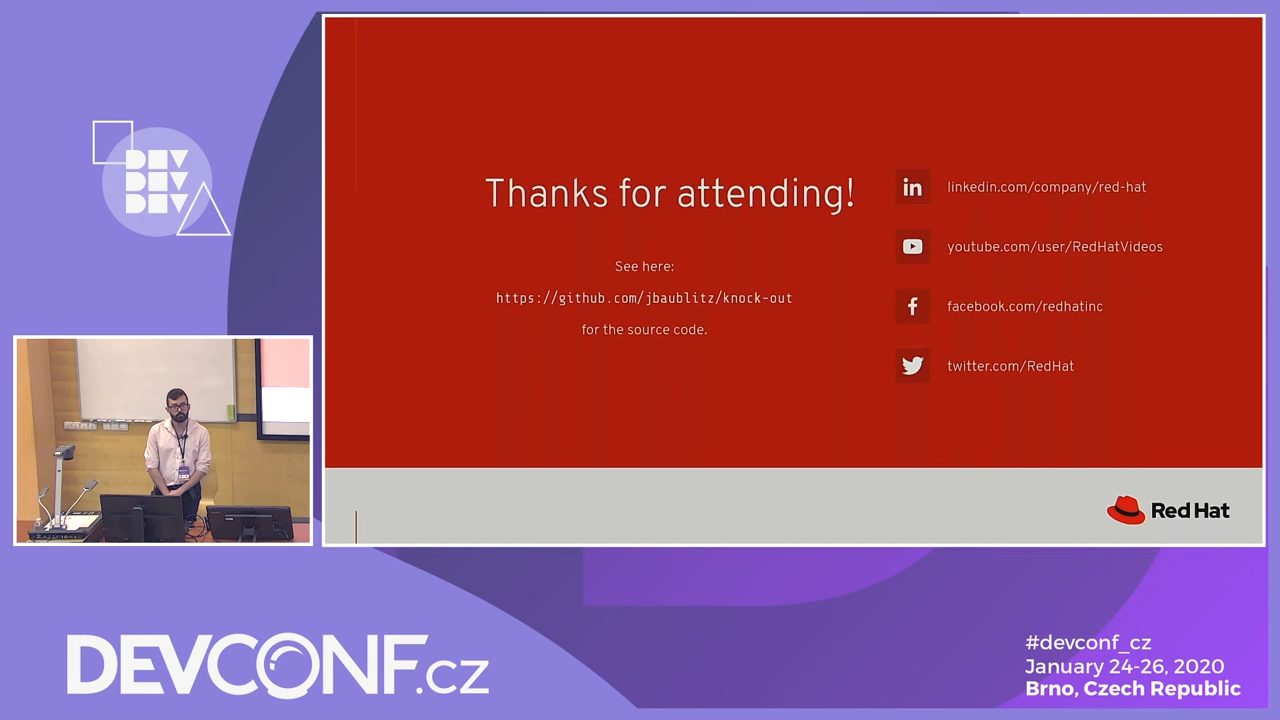 DEV
DEV
DEV
Thanks for attending!
See here:
https://github.com/jbaublitz/knock-out
for the source code.
linkedin.com/company/red-hat
youtube.com/user/RedHatVideos
facebook.com/redhatinc
twitter.com/RedHat
Red Hat
DEVCONF.cz
#devconf_cz
January 24-26, 2020
Brno, Czech Republic